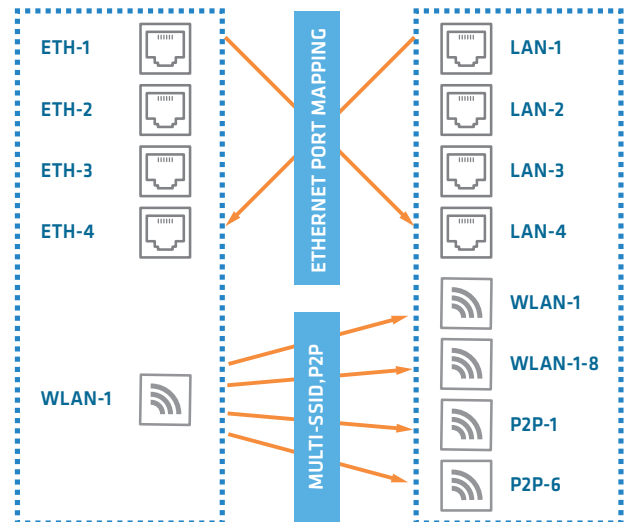 ETH-1
ETH-2
ETH-3
ETH-4
WLAN-1
ETHERNET PORT MAPPING
MULTI-SSID,P2P
LAN-1
LAN-2
LAN-3
LAN-4
WLAN-1
WLAN-1-8
P2P-1
P2P-6